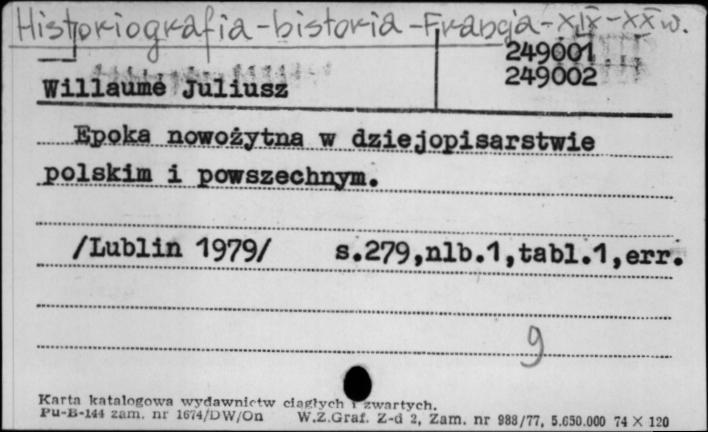 Historiografia - historia - Francja - XIX - XX w.
249001
249002
Willaume Juliusz
Epoka nowożytna w dziejopisarstwie
polskim i powszechnym.
/Lublin 1979/ s.279,nlb.1,tabl.1,err.
9
Karta katalogowa wydawnictw ciągłych i zwartych.
Pu-B-144 zam. nr 1674/DW/On W.Z.Graf. Z-d 2, Zam. nr 988/77, 5.650.000 74 X 120